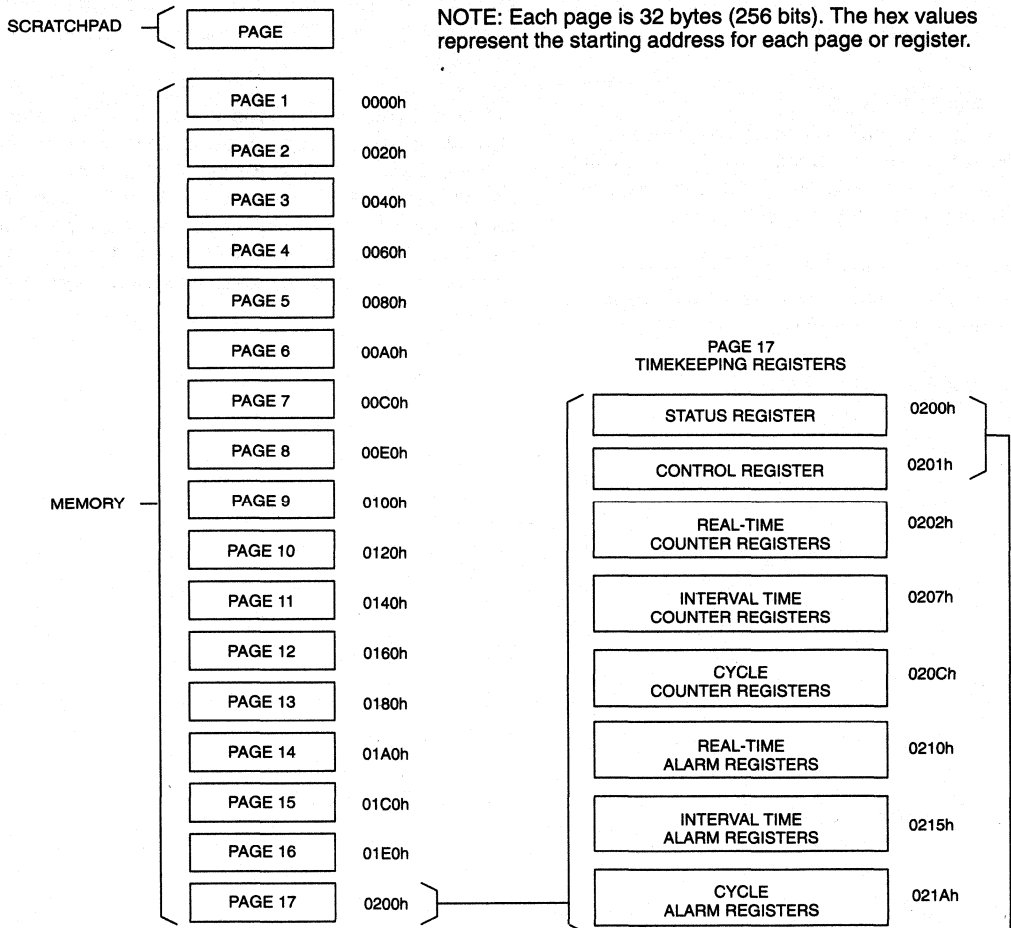 SCRATCHPAD
PAGE
NOTE: Each page is 32 bytes (256 bits). The hex values
represent the starting address for each page or register.
MEMORY
PAGE 1 0000h
PAGE 2 0020h
PAGE 3 0040h
PAGE 4 0060h
PAGE 5 0080h
PAGE 6 00A0h
PAGE 7 00C0h
PAGE 8 00E0h
PAGE 9 0100h
PAGE 10 0120h
PAGE 11 0140h
PAGE 12 0160h
PAGE 13 0180h
PAGE 14 01A0h
PAGE 15 01C0h
PAGE 16 01E0h
PAGE 17 0200h
PAGE 17
TIMEKEEPING REGISTERS
STATUS REGISTER 0200h
CONTROL REGISTER 0201h
REAL-TIME
COUNTER REGISTERS 0202h
INTERVAL TIME
COUNTER REGISTERS 0207h
CYCLE
COUNTER REGISTERS 020Ch
REAL-TIME
ALARM REGISTERS 0210h
INTERVAL TIME
ALARM REGISTERS 0215h
CYCLE
ALARM REGISTERS 021Ah